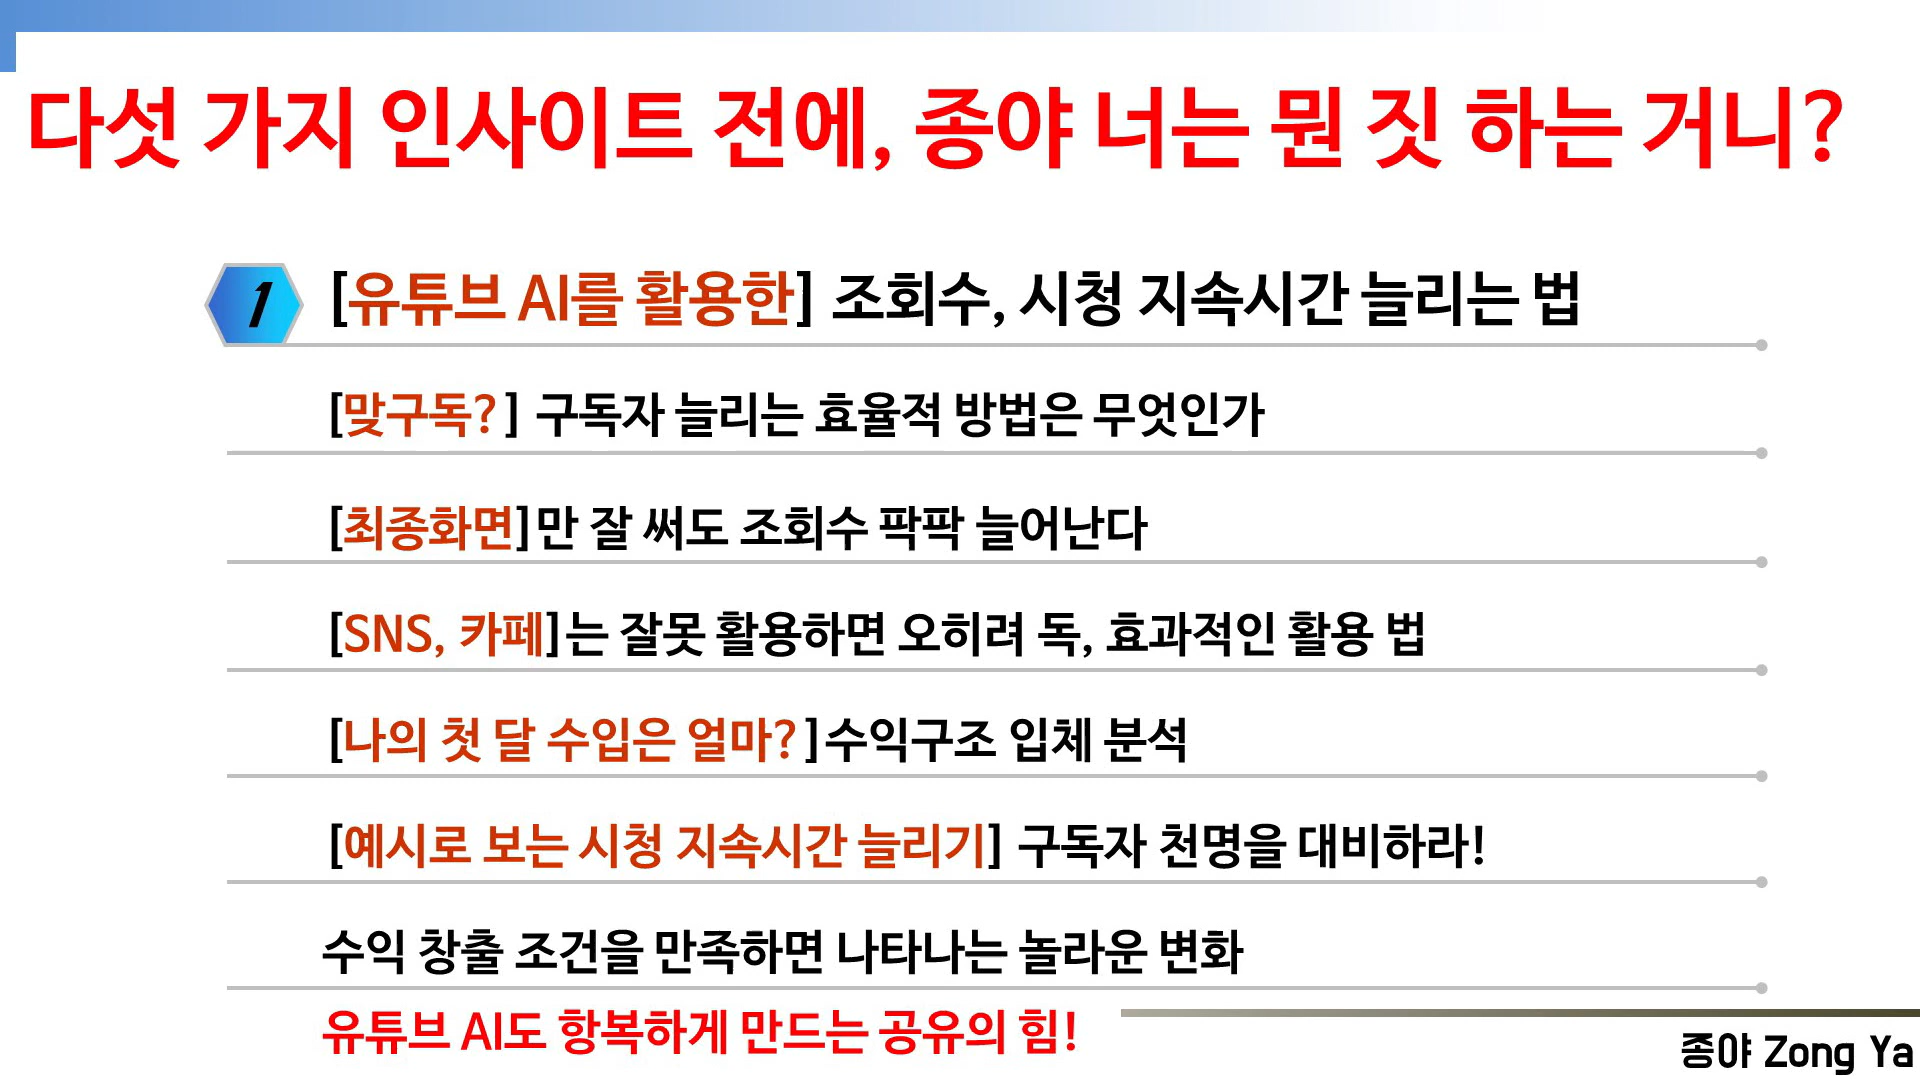 다섯 가지 인사이트 전에, 종야 너는 뭔 짓 하는 거니?
1 [유튜브 AI를 활용한] 조회수, 시청 지속시간 늘리는 법
[맞구독?] 구독자 늘리는 효율적 방법은 무엇인가
[최종화면]만 잘 써도 조회수 팍팍 늘어난다
[SNS, 카페]는 잘못 활용하면 오히려 독, 효과적인 활용 법
[나의 첫 달 수입은 얼마?]수익구조 입체 분석
[예시로 보는 시청 지속시간 늘리기] 구독자 천명을 대비하라!
수익 창출 조건을 만족하면 나타나는 놀라운 변화
유튜브 AI도 항복하게 만드는 공유의 힘!
종야 Zong Ya